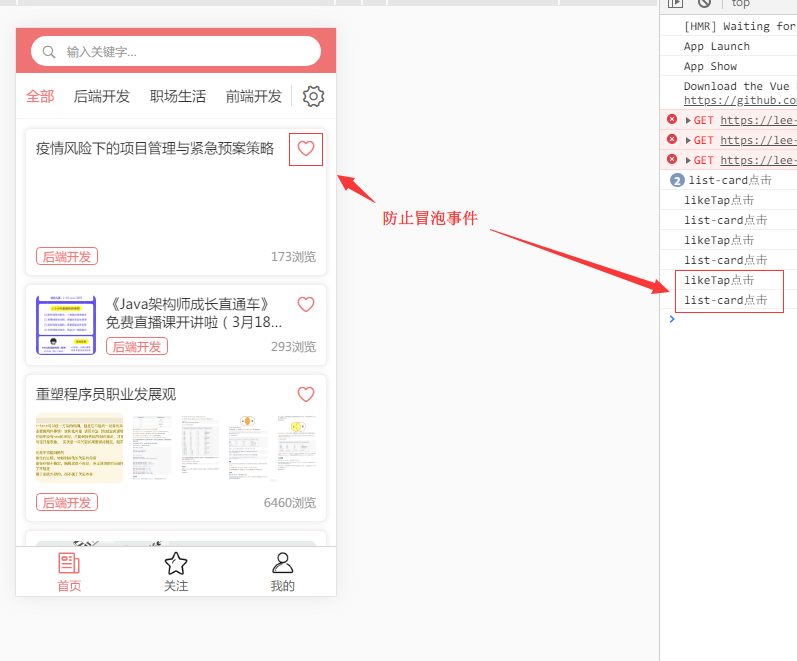 top
[HMR] Waiting for
App Launch
App Show
Download the Vue
https://github.co
GET https://lee-
GET https://lee-
GET https://lee-
2 list-card点击
likeTap点击
list-card点击
likeTap点击
list-card点击
likeTap点击
list-card点击
输入关键字...
全部 后端开发 职场生活 前端开发
疫情风险下的项目管理与紧急预案策略
后端开发 173浏览
防止冒泡事件
《Java架构师成长直通车》
免费直播课开讲啦（3月18...
后端开发 293浏览
重塑程序员职业发展观
后端开发 6460浏览
首页 关注 我的